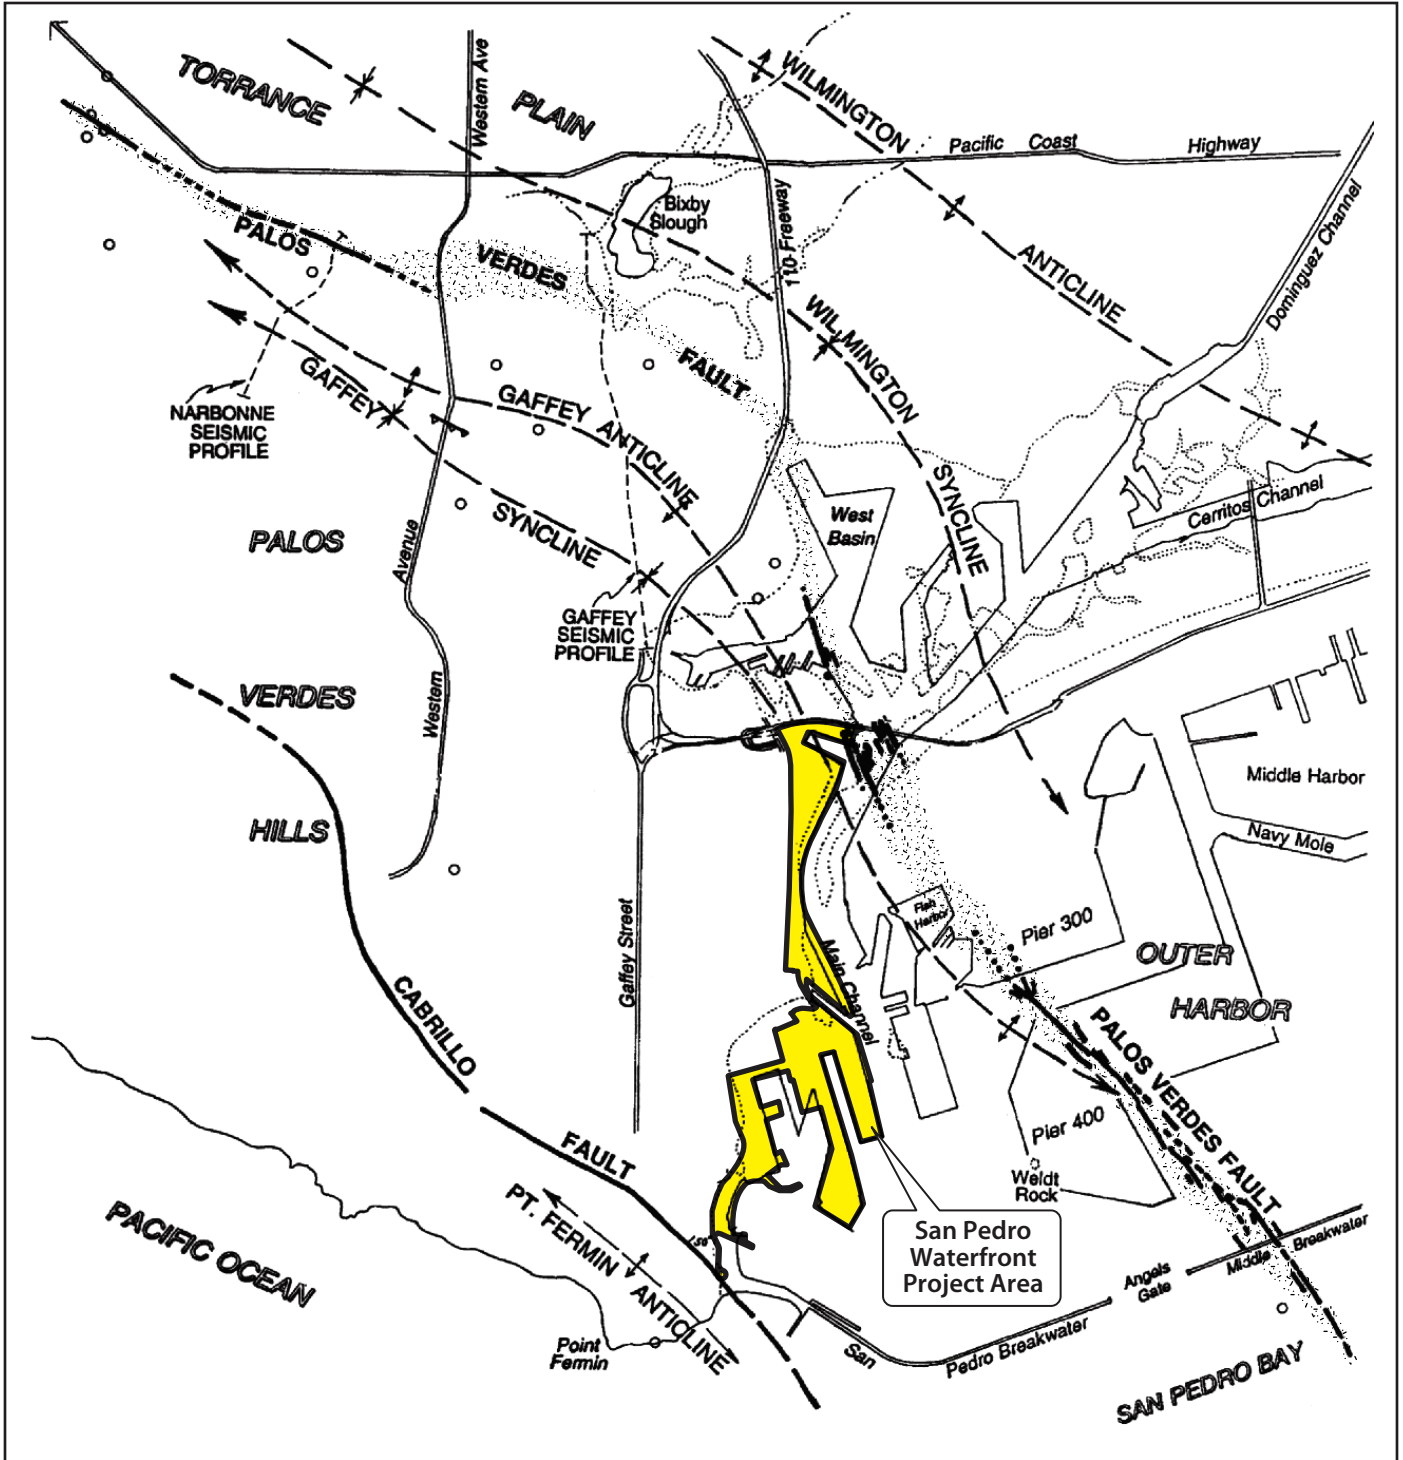 TORRANCE
PLAIN
Western Ave
WILMINGTON
ANTICLINE
Pacific Coast Highway
Dominguez Channel
Bixby
Slough
110 Freeway
PALOS
VERDES
FAULT
WILMINGTON
SYNCLINE
GAFFEY
SYNCLINE
GAFFEY ANTICLINE
NARBONNE
SEISMIC
PROFILE
West
Basin
Cerritos Channel
PALOS
VERDES
HILLS
Western
Avenue
GAFFEY
SEISMIC
PROFILE
Middle Harbor
Navy Mole
Fish
Harbor
Pier 300
OUTER
HARBOR
Gaffey Street
Main Channel
CABRILLO
FAULT
PALOS VERDES FAULT
Pier 400
Weldt
Rock
PT. FERMIN
ANTICLINE
50
PACIFIC OCEAN
San Pedro
Waterfront
Project Area
Angels
Gate
Middle Breakwater
Point
Fermin
San Pedro Breakwater
SAN PEDRO BAY